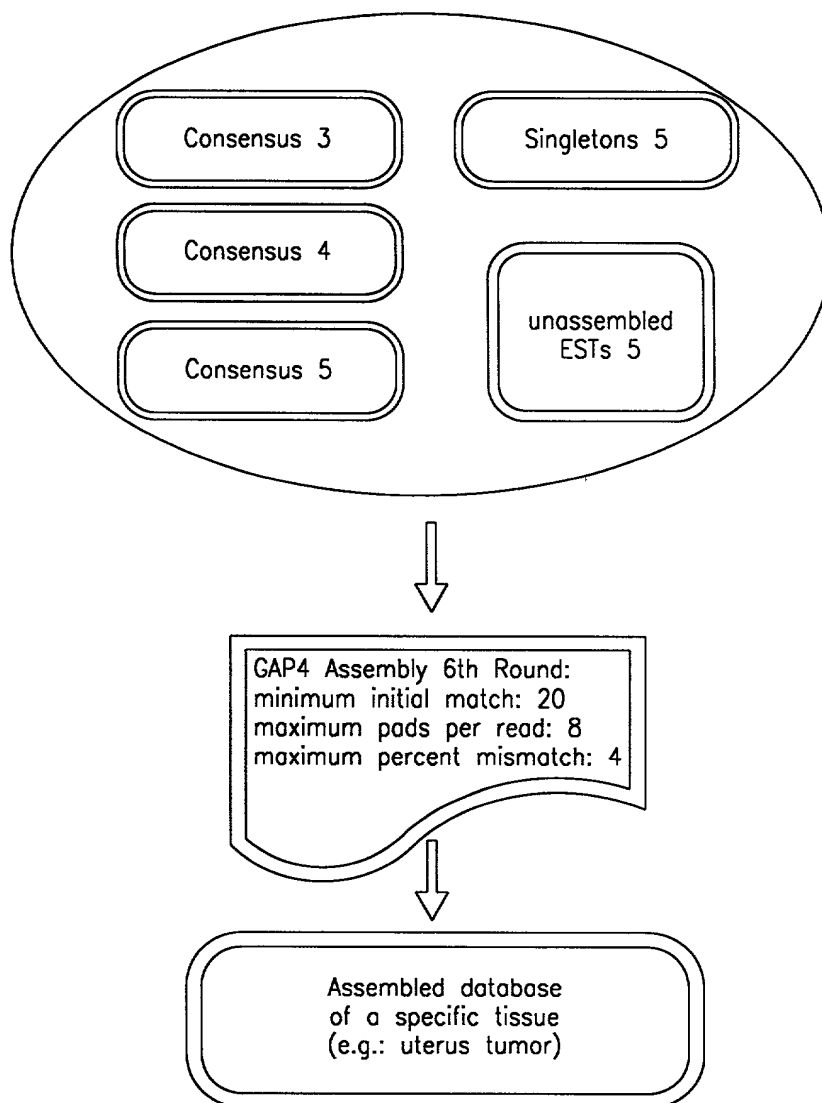 Consensus 3
Singletons 5
Consensus 4
unassembled
ESTs 5
Consensus 5
GAP4 Assembly 6th Round:
minimum initial match: 20
maximum pads per read: 8
maximum percent mismatch: 4
Assembled database
of a specific tissue
(e.g.: uterus tumor)